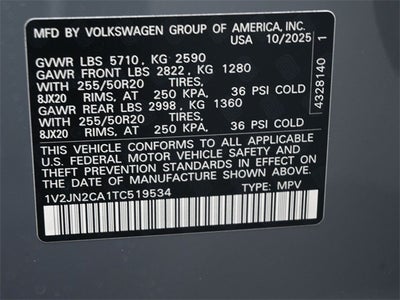 MFD. BY VOLKSWAGEN GROUP OF AMERICA, INC.
USA 10/2025
GVWR LBS 5710, KG 2590
GAWR FRONT LBS 2822, KG 1280
WITH 255/50R20 TIRES,
8JX20 RIMS, AT 250 KPA, 36 PSI COLD
GAWR REAR LBS 2998, KG 1360
WITH 255/50R20 TIRES,
8JX20 RIMS, AT 250 KPA, 36 PSI COLD
THIS VEHICLE CONFORMS TO ALL APPLICABLE
U.S. FEDERAL MOTOR VEHICLE SAFETY AND
THEFT PREVENTION STANDARDS IN EFFECT ON
THE DATE OF MANUFACTURE SHOWN ABOVE.
1V2JN2CA1TC519534 TYPE: MPV
4328140 1